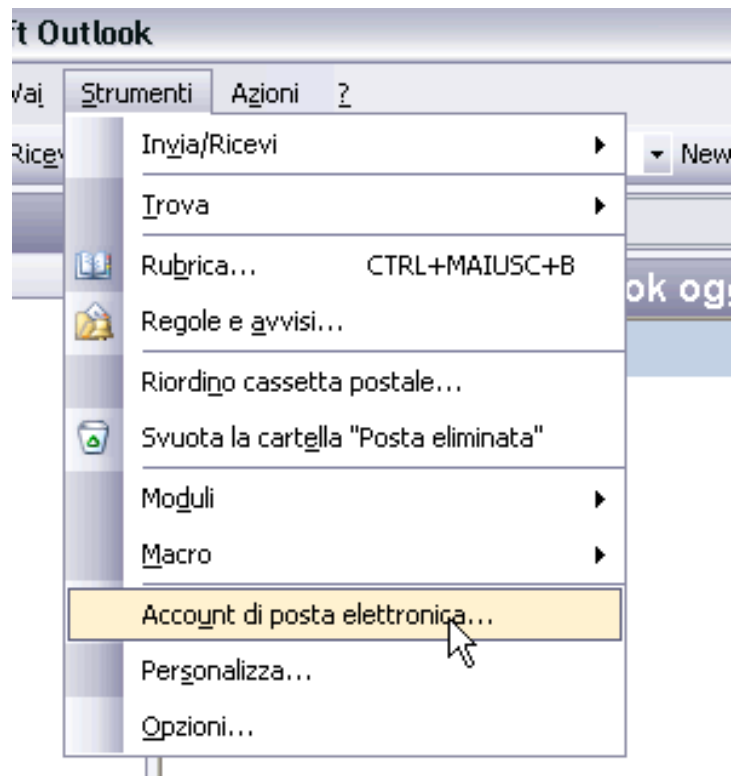 ft Outlook
Vai Strumenti Azioni ?
Ricev
New
Invia/Ricevi
Trova
Rubrica... CTRL+MAIUSC+B
ok ogg
Regole e avvisi...
Riordino cassetta postale...
Svuota la cartella "Posta eliminata"
Moduli
Macro
Account di posta elettronica...
Personalizza...
Opzioni...